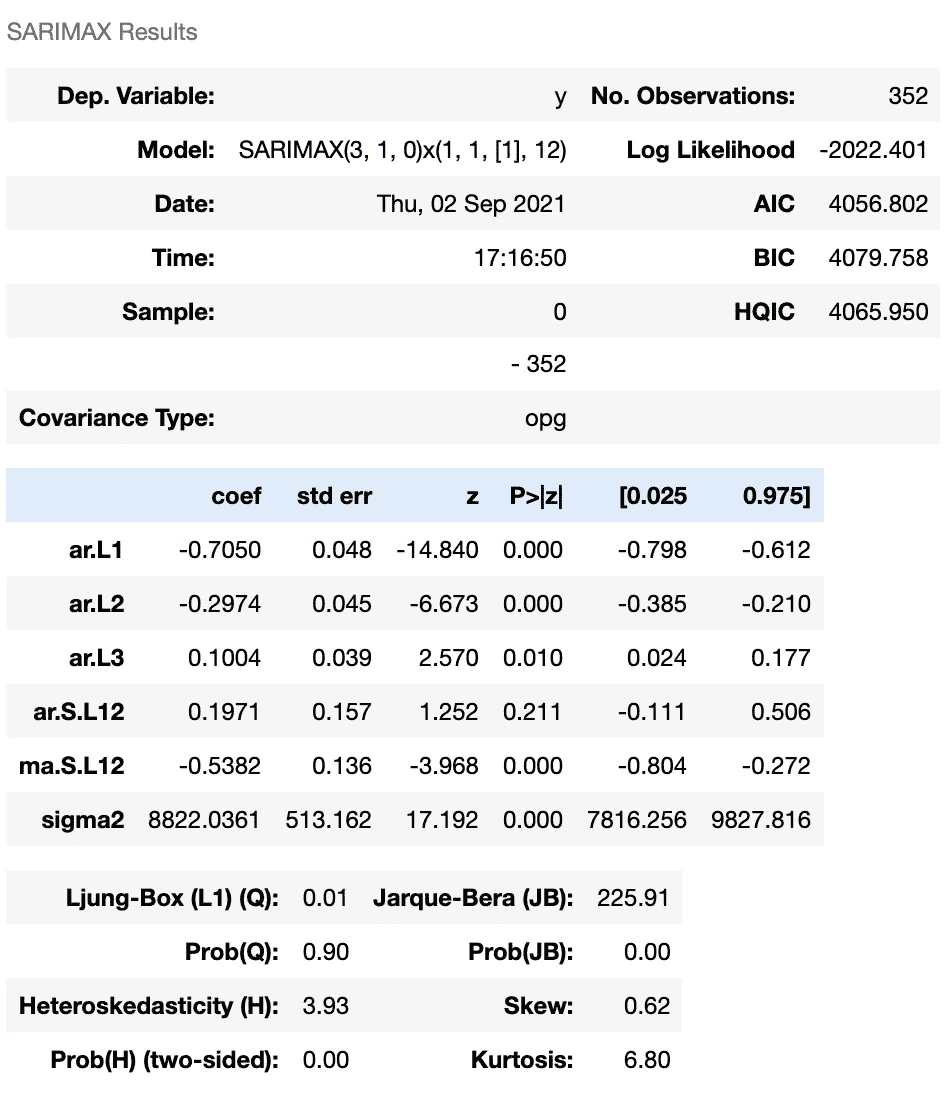 SARIMAX Results
Dep. Variable: y No. Observations: 352
Model: SARIMAX(3, 1, 0)x(1, 1, [1], 12) Log Likelihood -2022.401
Date: Thu, 02 Sep 2021 AIC 4056.802
Time: 17:16:50 BIC 4079.758
Sample: 0 HQIC 4065.950
- 352
Covariance Type: opg
coef std err z P>|z| [0.025 0.975]
ar.L1 -0.7050 0.048 -14.840 0.000 -0.798 -0.612
ar.L2 -0.2974 0.045 -6.673 0.000 -0.385 -0.210
ar.L3 0.1004 0.039 2.570 0.010 0.024 0.177
ar.S.L12 0.1971 0.157 1.252 0.211 -0.111 0.506
ma.S.L12 -0.5382 0.136 -3.968 0.000 -0.804 -0.272
sigma2 8822.0361 513.162 17.192 0.000 7816.256 9827.816
Ljung-Box (L1) (Q): 0.01 Jarque-Bera (JB): 225.91
Prob(Q): 0.90 Prob(JB): 0.00
Heteroskedasticity (H): 3.93 Skew: 0.62
Prob(H) (two-sided): 0.00 Kurtosis: 6.80